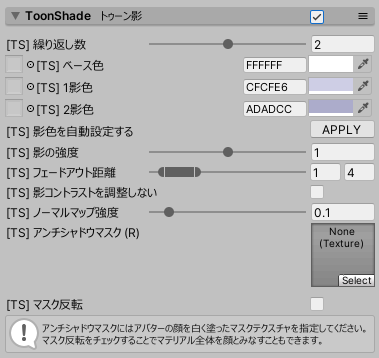 ToonShade トゥーン影
[TS] 繰り返し数 2
[TS] ベース色 FFFFFF
[TS] 1影色 CFCFE6
[TS] 2影色 ADADCC
[TS] 影色を自動設定する APPLY
[TS] 影の強度 1
[TS] フェードアウト距離 1 4
[TS] 影コントラストを調整しない
[TS] ノーマルマップ強度 0.1
[TS] アンチシャドウマスク (R) None
(Texture)
Select
[TS] マスク反転
アンチシャドウマスクにはアバターの顔を白く塗ったマスクテクスチャを指定してください。
マスク反転をチェックすることでマテリアル全体を顔とみなすこともできます。